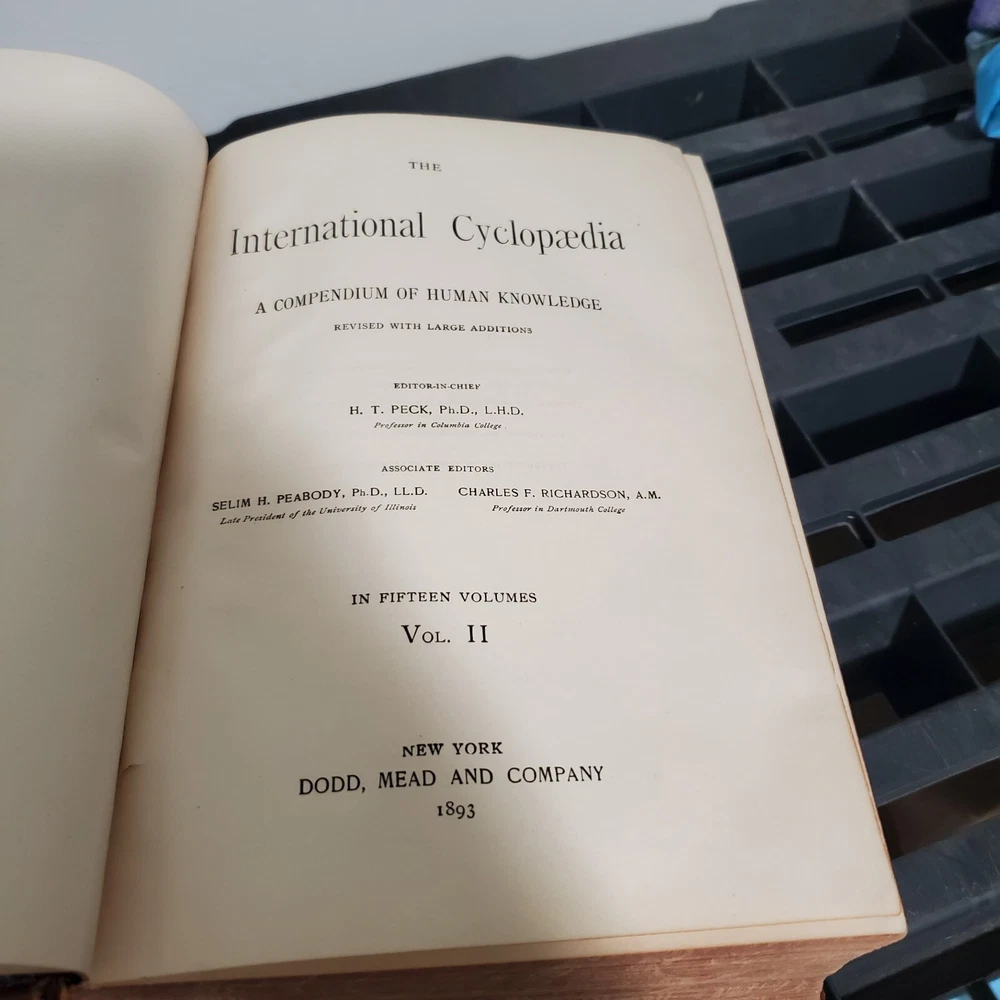 THE
International Cyclopædia
A COMPENDIUM OF HUMAN KNOWLEDGE
REVISED WITH LARGE ADDITIONS
EDITOR-IN-CHIEF
H. T. PECK, Ph.D., L.H.D.
Professor in Columbia College
ASSOCIATE EDITORS
SELIM H. PEABODY, Ph.D., LL.D. CHARLES F. RICHARDSON, A.M.
Late President of the University of Illinois Professor in Dartmouth College
IN FIFTEEN VOLUMES
VOL. II
NEW YORK
DODD, MEAD AND COMPANY
1893